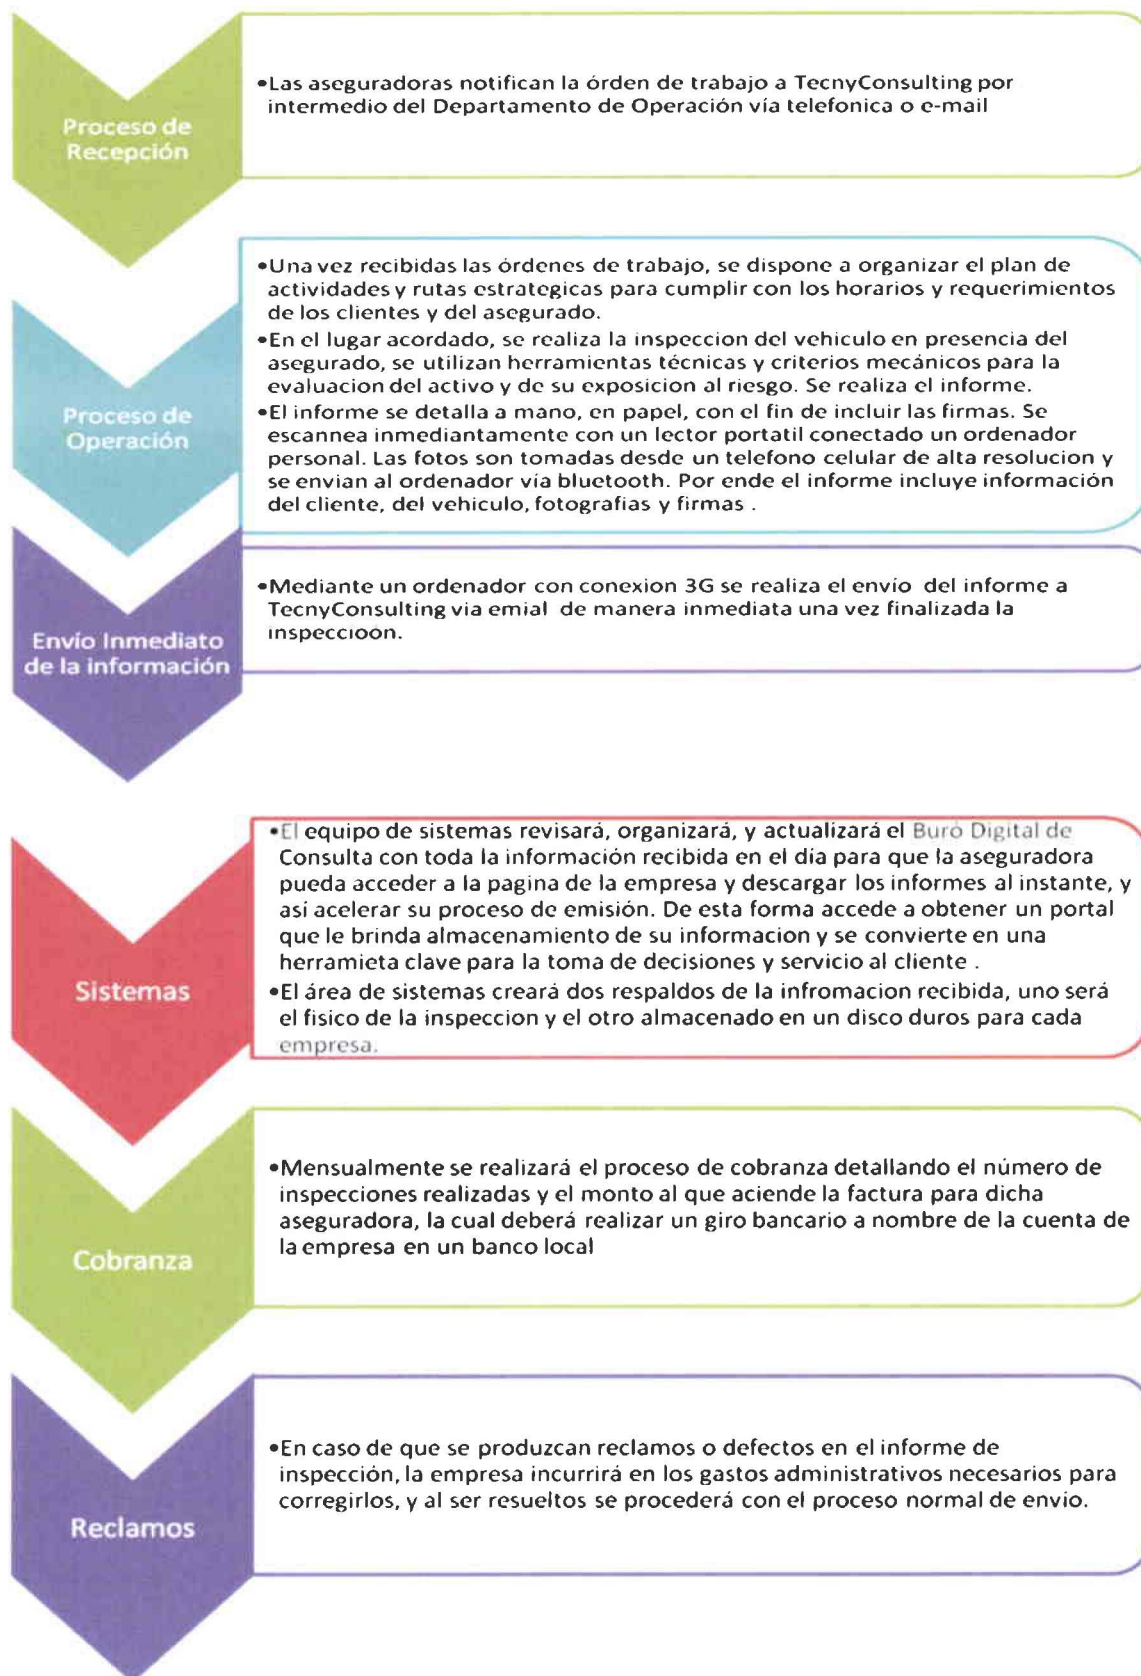 Proceso de
Recepción
•Las aseguradoras notifican la órden de trabajo a TecnyConsulting por
intermedio del Departamento de Operación vía telefonica o e-mail
Proceso de
Operación
•Una vez recibidas las órdenes de trabajo, se dispone a organizar el plan de
actividades y rutas estrategicas para cumplir con los horarios y requerimientos
de los clientes y del asegurado.
•En el lugar acordado, se realiza la inspeccion del vehiculo en presencia del
asegurado, se utilizan herramientas técnicas y criterios mecánicos para la
evaluacion del activo y de su exposicion al riesgo. Se realiza el informe.
•El informe se detalla a mano, en papel, con el fin de incluir las firmas. Se
escannea inmediantamente con un lector portatil conectado un ordenador
personal. Las fotos son tomadas desde un telefono celular de alta resolucion y
se envian al ordenador vía bluetooth. Por ende el informe incluye información
del cliente, del vehiculo, fotografias y firmas .
Envío Inmediato
de la información
•Mediante un ordenador con conexion 3G se realiza el envío del informe a
TecnyConsulting via emial de manera inmediata una vez finalizada la
inspeccioón.
Sistemas
•El equipo de sistemas revisará, organizará, y actualizará el Buró Digital de
Consulta con toda la información recibida en el día para que la aseguradora
pueda acceder a la pagina de la empresa y descargar los informes al instante, y
así acelerar su proceso de emisión. De esta forma accede a obtener un portal
que le brinda almacenamiento de su informacion y se convierte en una
herramieta clave para la toma de decisiones y servicio al cliente .
•El área de sistemas creará dos respaldos de la infromacion recibida, uno será
el fisico de la inspeccion y el otro almacenado en un disco duros para cada
empresa.
Cobranza
•Mensualmente se realizará el proceso de cobranza detallando el número de
inspecciones realizadas y el monto al que aciende la factura para dicha
aseguradora, la cual deberá realizar un giro bancario a nombre de la cuenta de
la empresa en un banco local
Reclamos
•En caso de que se produzcan reclamos o defectos en el informe de
inspección, la empresa incurrirá en los gastos administrativos necesarios para
corregirlos, y al ser resueltos se procederá con el proceso normal de envío.